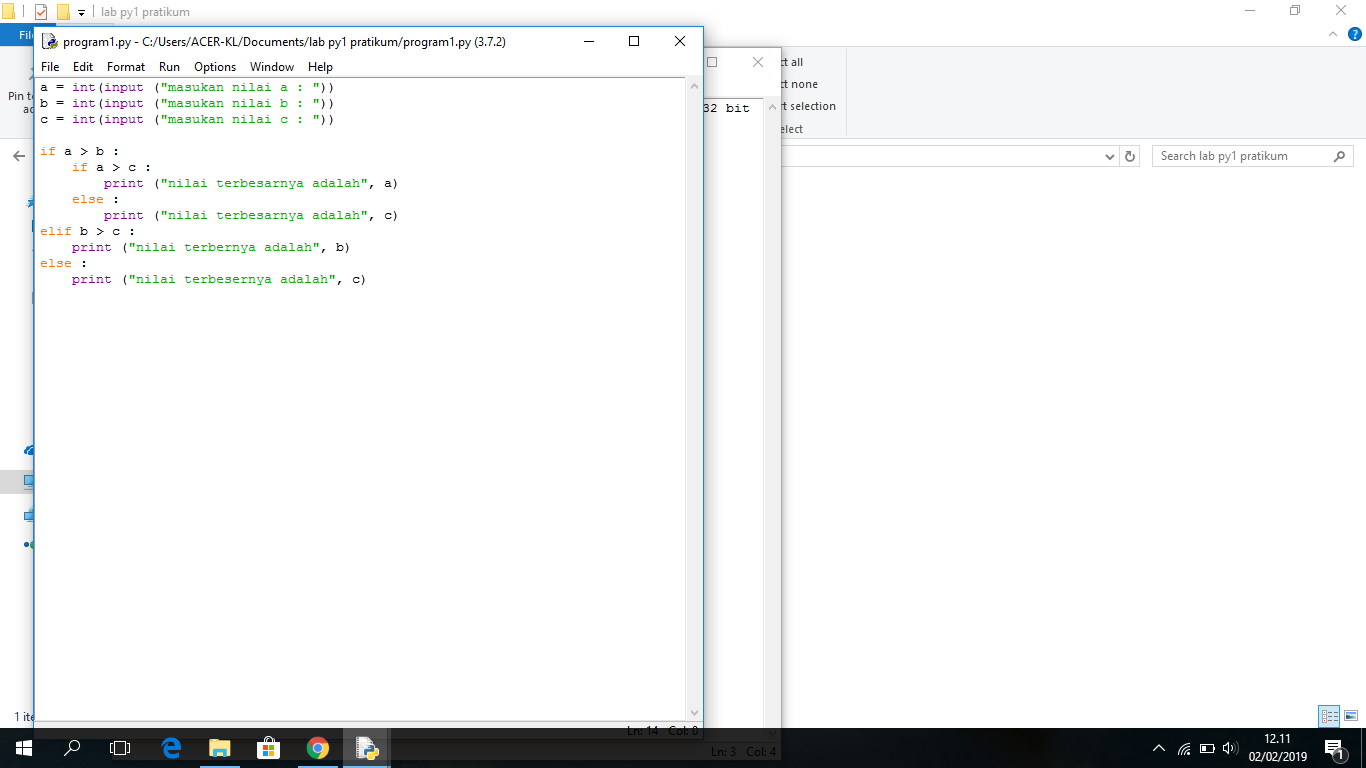 lab py1 pratikum
Fil
program1.py - C:/Users/ACER-KL/Documents/lab py1 pratikum/program1.py (3.7.2)
File Edit Format Run Options Window Help
a = int(input ("masukan nilai a : "))
b = int(input ("masukan nilai b : "))
c = int(input ("masukan nilai c : "))
if a > b :
if a > c :
print ("nilai terbesarnya adalah", a)
else :
print ("nilai terbesarnya adalah", c)
elif b > c :
print ("nilai terbernya adalah", b)
else :
print ("nilai terbesernya adalah", c)
Ln: 14 Col: 0
Pin to
ac
32 bit
ct all
ct none
rt selection
elect
Search lab py1 pratikum
1 ite
Ln: 3 Col: 4
12.11
02/02/2019
1